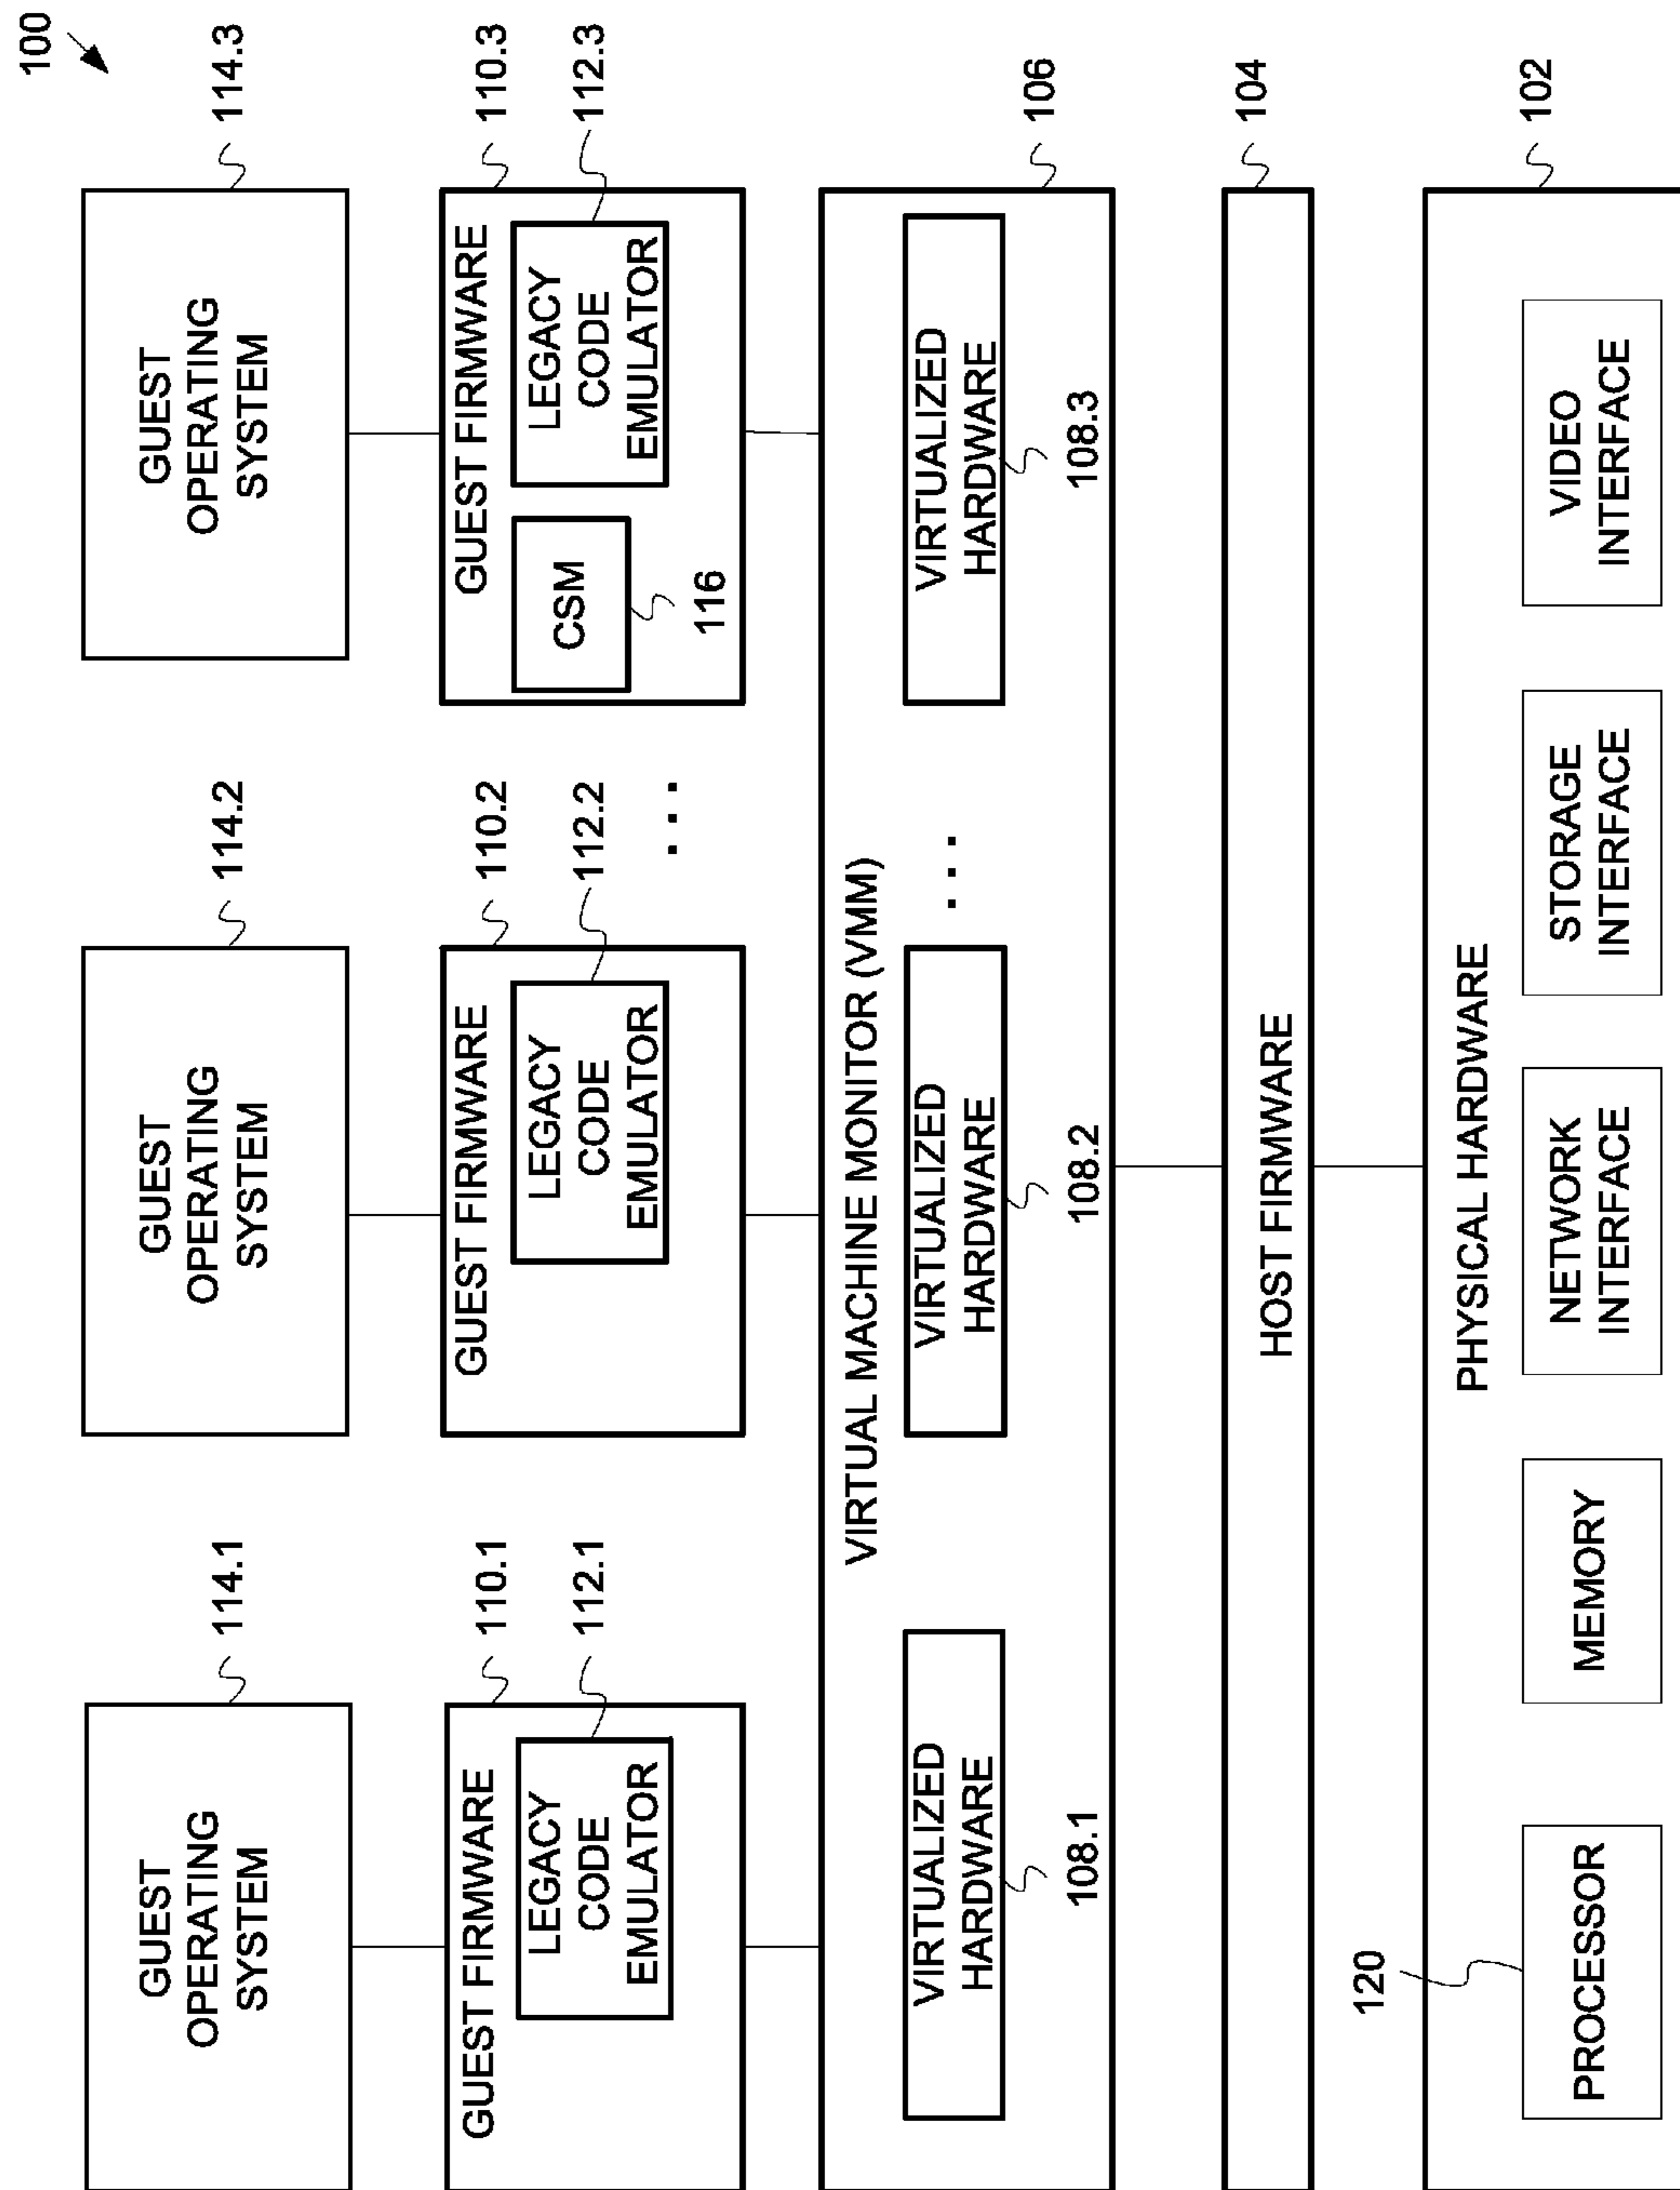 100
114.1
114.2
114.3
GUEST
OPERATING
SYSTEM
GUEST
OPERATING
SYSTEM
GUEST
OPERATING
SYSTEM
110.1
110.2
110.3
GUEST FIRMWARE
GUEST FIRMWARE
GUEST FIRMWARE
112.1
112.2
112.3
LEGACY
CODE
EMULATOR
LEGACY
CODE
EMULATOR
...
CSM
116
LEGACY
CODE
EMULATOR
VIRTUAL MACHINE MONITOR (VMM)
106
VIRTUALIZED
HARDWARE
108.1
VIRTUALIZED
HARDWARE
108.2
...
VIRTUALIZED
HARDWARE
108.3
HOST FIRMWARE
104
PHYSICAL HARDWARE
102
120
PROCESSOR
MEMORY
NETWORK
INTERFACE
STORAGE
INTERFACE
VIDEO
INTERFACE